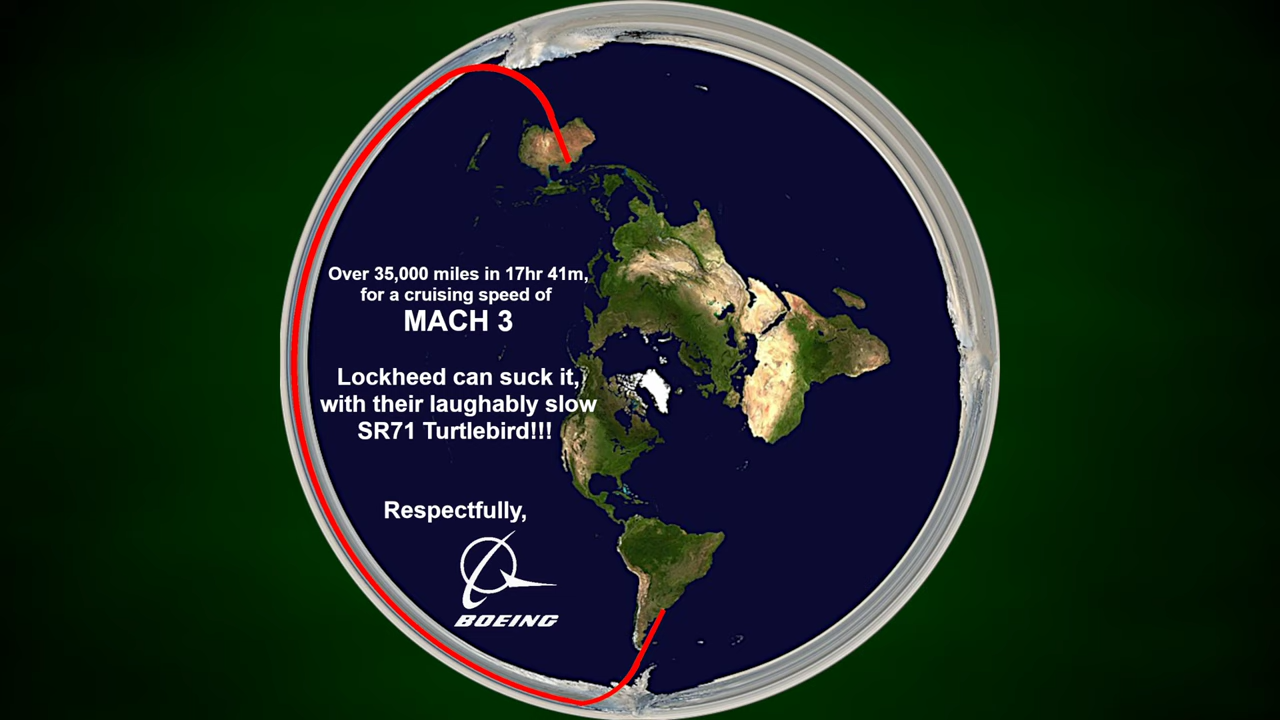 Over 35,000 miles in 17hr 41m,
for a cruising speed of
MACH 3
Lockheed can suck it,
with their laughably slow
SR71 Turtlebird!!!
Respectfully,
BOEING